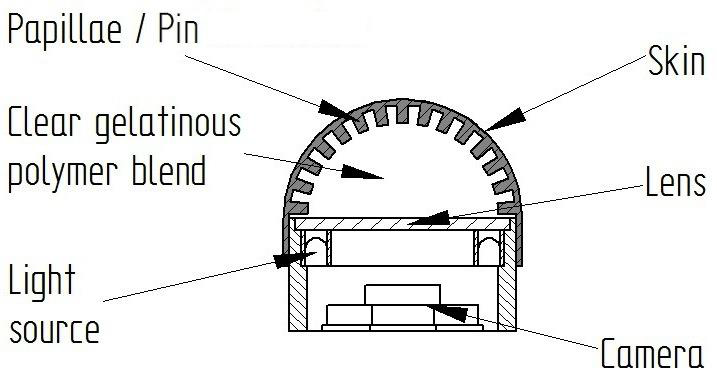 Papillae / Pin
Skin
Clear gelatinous
polymer blend
Lens
Light
source
Camera